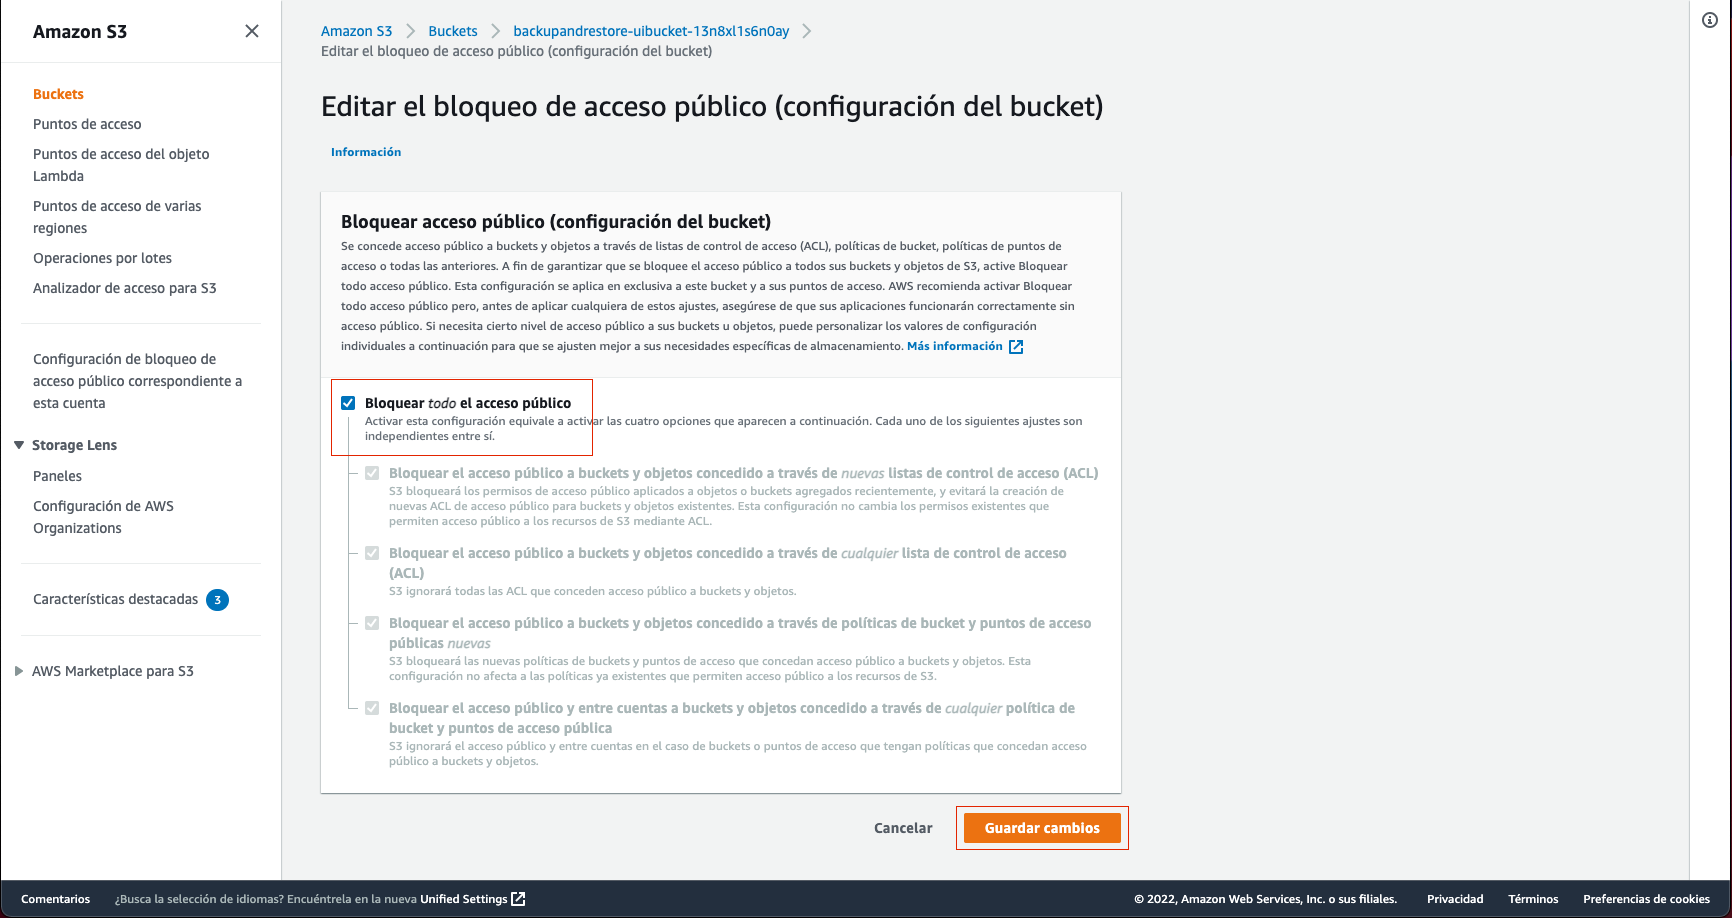 Amazon S3
Buckets
Puntos de acceso
Puntos de acceso del objeto
Lambda
Puntos de acceso de varias
regiones
Operaciones por lotes
Analizador de acceso para S3
Configuración de bloqueo de
acceso público correspondiente a
esta cuenta
Storage Lens
Paneles
Configuración de AWS
Organizations
Características destacadas 3
AWS Marketplace para S3
Amazon S3 Buckets backupandrestore-uibucket-13n8xl1s6n0ay
Editar el bloqueo de acceso público (configuración del bucket)
Editar el bloqueo de acceso público (configuración del bucket)
Información
Bloquear acceso público (configuración del bucket)
Se concede acceso público a buckets y objetos a través de listas de control de acceso (ACL), políticas de bucket, políticas de puntos de
acceso o todas las anteriores. A fin de garantizar que se bloquee el acceso público a todos sus buckets y objetos de S3, active Bloquear
todo acceso público. Esta configuración se aplica en exclusiva a este bucket y a sus puntos de acceso. AWS recomienda activar Bloquear
todo acceso público pero, antes de aplicar cualquiera de estos ajustes, asegúrese de que sus aplicaciones funcionarán correctamente sin
acceso público. Si necesita cierto nivel de acceso público a sus buckets u objetos, puede personalizar los valores de configuración
individuales a continuación para que se ajusten mejor a sus necesidades específicas de almacenamiento. Más información
Bloquear todo el acceso público
Activar esta configuración equivale a activar las cuatro opciones que aparecen a continuación. Cada uno de los siguientes ajustes son
independientes entre sí.
Bloquear el acceso público a buckets y objetos concedido a través de nuevas listas de control de acceso (ACL)
S3 bloqueará los permisos de acceso público aplicados a objetos o buckets agregados recientemente, y evitará la creación de
nuevas ACL de acceso público para buckets y objetos existentes. Esta configuración no cambia los permisos existentes que
permiten acceso público a los recursos de S3 mediante ACL.
Bloquear el acceso público a buckets y objetos concedido a través de cualquier lista de control de acceso
(ACL)
S3 ignorará todas las ACL que conceden acceso público a buckets y objetos.
Bloquear el acceso público a buckets y objetos concedido a través de políticas de bucket y puntos de acceso
públicas nuevas
S3 bloqueará las nuevas políticas de buckets y puntos de acceso que concedan acceso público a buckets y objetos. Esta
configuración no afecta a las políticas ya existentes que permiten acceso público a los recursos de S3.
Bloquear el acceso público y entre cuentas a buckets y objetos concedido a través de cualquier política de
bucket y puntos de acceso pública
S3 ignorará el acceso público y entre cuentas en el caso de buckets o puntos de acceso que tengan políticas que concedan acceso
público a buckets y objetos.
Cancelar Guardar cambios
Comentarios ¿Busca la selección de idiomas? Encuéntrela en la nueva Unified Settings © 2022, Amazon Web Services, Inc. o sus filiales. Privacidad Términos Preferencias de cookies